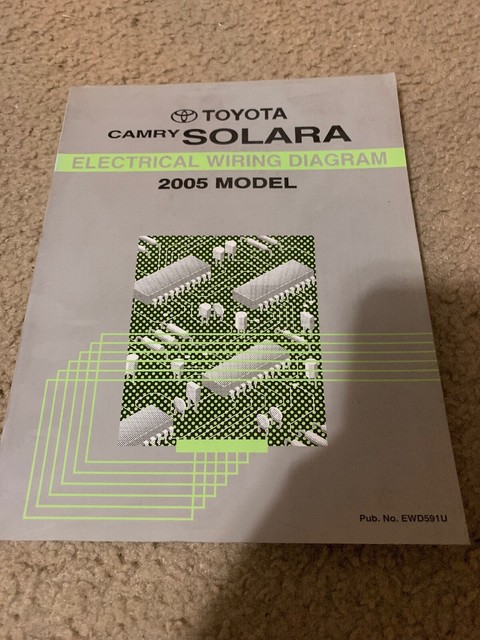 TOYOTA
CAMRY SOLARA
ELECTRICAL WIRING DIAGRAM
2005 MODEL
Pub. No. EWD591U